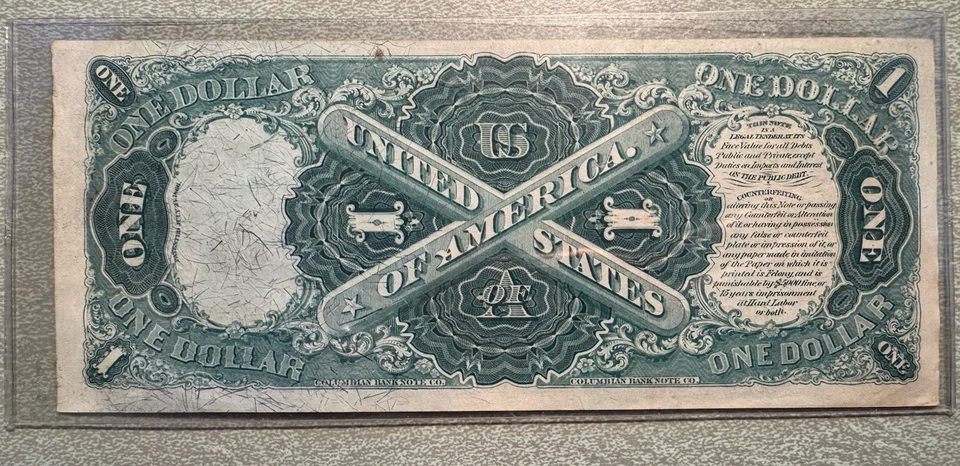 ONE
ONE DOLLAR
ONE DOLLAR
1
US
UNITED
STATES
OF AMERICA.
1
1
ONE
ONE
OF
A
THIS NOTE
IS A
LEGAL TENDER AT ITS
Face Value for all Debts
Public and Private, except
Duties on Imports and Interest
ON THE PUBLIC DEBT.
COUNTERFEITING
OR
altering this Note or passing
any Counterfeit or Alteration
of it, or having in possession
any false or counterfeit
plate or impression of it, or
any paper made in imitation
of the Paper on which it is
printed is Felony, and is
punishable by $5000 fine, or
15 years imprisonment
at Hard Labor
or both.
1
ONE DOLLAR
ONE DOLLAR
ONE
COLUMBIAN BANK NOTE CO.
COLUMBIAN BANK NOTE CO.